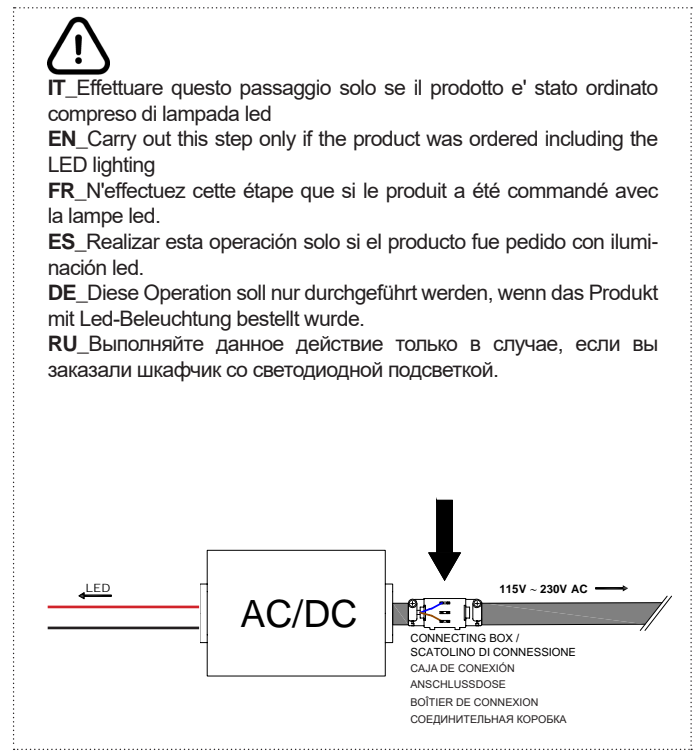 IT_Effettuare questo passaggio solo se il prodotto e' stato ordinato
compreso di lampada led
EN_Carry out this step only if the product was ordered including the
LED lighting
FR_N'effectuez cette étape que si le produit a été commandé avec
la lampe led.
ES_Realizar esta operación solo si el producto fue pedido con ilumi-
nación led.
DE_Diese Operation soll nur durchgeführt werden, wenn das Produkt
mit Led-Beleuchtung bestellt wurde.
RU_Выполняйте данное действие только в случае, если вы
заказали шкафчик со светодиодной подсветкой.
LED
AC/DC
115V ~ 230V AC
CONNECTING BOX /
SCATOLINO DI CONNESSIONE
CAJA DE CONEXIÓN
ANSCHLUSSDOSE
BOÎTIER DE CONNEXION
СОЕДИНИТЕЛЬНАЯ КОРОБКА